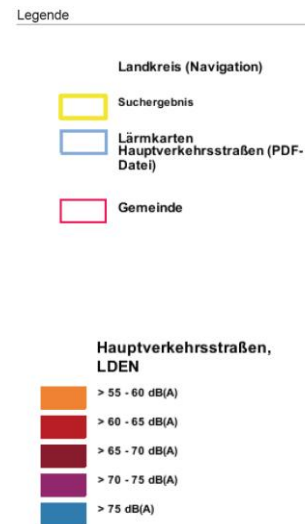 Legende
Landkreis (Navigation)
Suchergebnis
Lärmkarten
Hauptverkehrsstraßen (PDF-
Datei)
Gemeinde
Hauptverkehrsstraßen,
LDEN
> 55 - 60 dB(A)
> 60 - 65 dB(A)
> 65 - 70 dB(A)
> 70 - 75 dB(A)
> 75 dB(A)